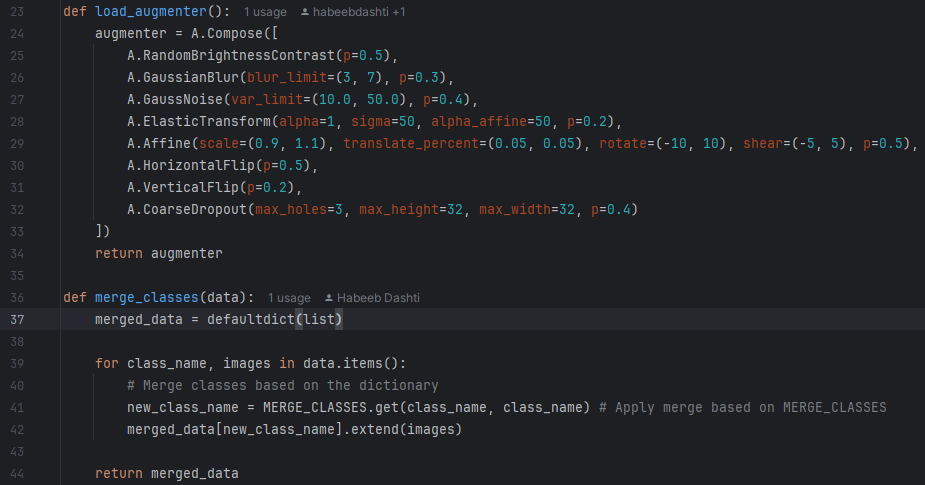 23 def load_augmenter(): 1 usage habeebdashti +1
24 augmenter = A.Compose([
25 A.RandomBrightnessContrast(p=0.5),
26 A.GaussianBlur(blur_limit=(3, 7), p=0.3),
27 A.GaussNoise(var_limit=(10.0, 50.0), p=0.4),
28 A.ElasticTransform(alpha=1, sigma=50, alpha_affine=50, p=0.2),
29 A.Affine(scale=(0.9, 1.1), translate_percent=(0.05, 0.05), rotate=(-10, 10), shear=(-5, 5), p=0.5),
30 A.HorizontalFlip(p=0.5),
31 A.VerticalFlip(p=0.2),
32 A.CoarseDropout(max_holes=3, max_height=32, max_width=32, p=0.4)
33 ])
34 return augmenter
35
36 def merge_classes(data): 1 usage Habeeb Dashti
37 merged_data = defaultdict(list)
38
39 for class_name, images in data.items():
40 # Merge classes based on the dictionary
41 new_class_name = MERGE_CLASSES.get(class_name, class_name) # Apply merge based on MERGE_CLASSES
42 merged_data[new_class_name].extend(images)
43
44 return merged_data